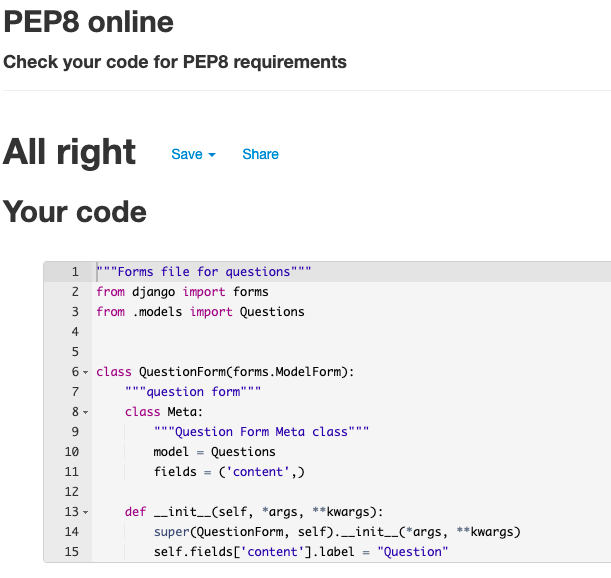 PEP8 online
Check your code for PEP8 requirements
All right Save Share
Your code
1 """Forms file for questions"""
2 from django import forms
3 from .models import Questions
4
5
6 class QuestionForm(forms.ModelForm):
7     """question form"""
8     class Meta:
9         """Question Form Meta class"""
10         model = Questions
11         fields = ('content',)
12
13     def __init__(self, *args, **kwargs):
14         super(QuestionForm, self).__init__(*args, **kwargs)
15         self.fields['content'].label = "Question"